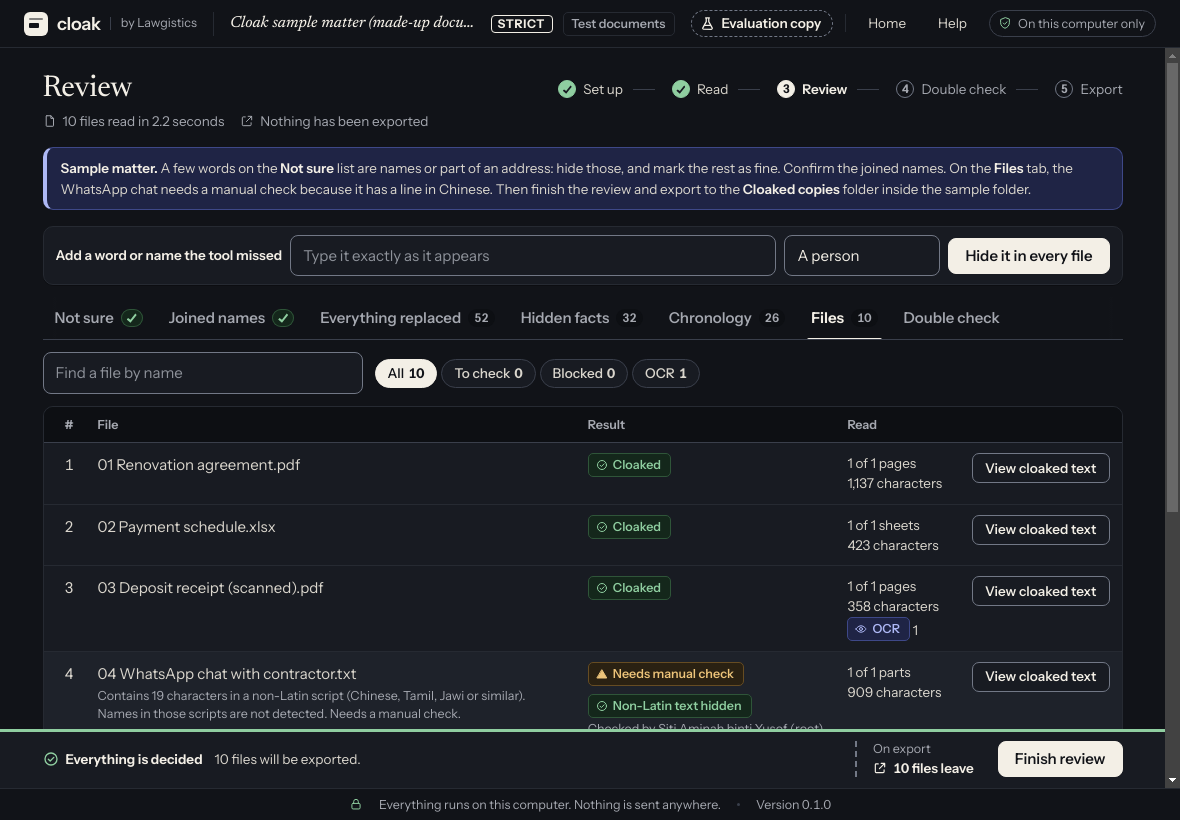 cloak by Lawgistics Cloak sample matter (made-up docu... STRICT Test documents Evaluation copy Home Help On this computer only
Review
Set up Read 3 Review 4 Double check 5 Export
10 files read in 2.2 seconds Nothing has been exported
Sample matter. A few words on the Not sure list are names or part of an address: hide those, and mark the rest as fine. Confirm the joined names. On the Files tab, the
WhatsApp chat needs a manual check because it has a line in Chinese. Then finish the review and export to the Cloaked copies folder inside the sample folder.
Add a word or name the tool missed Type it exactly as it appears A person Hide it in every file
Not sure Joined names Everything replaced 52 Hidden facts 32 Chronology 26 Files 10 Double check
Find a file by name All 10 To check 0 Blocked 0 OCR 1
# File Result Read
1 01 Renovation agreement.pdf Cloaked 1 of 1 pages View cloaked text
1,137 characters
2 02 Payment schedule.xlsx Cloaked 1 of 1 sheets View cloaked text
423 characters
3 03 Deposit receipt (scanned).pdf Cloaked 1 of 1 pages View cloaked text
358 characters
OCR 1
4 04 WhatsApp chat with contractor.txt Needs manual check 1 of 1 parts View cloaked text
Contains 19 characters in a non-Latin script (Chinese, Tamil, Jawi or similar). 909 characters
Names in those scripts are not detected. Needs a manual check. Non-Latin text hidden
Checked by Siti Aminah binti Yusof (root)
Everything is decided 10 files will be exported. On export
10 files leave Finish review
Everything runs on this computer. Nothing is sent anywhere. • Version 0.1.0